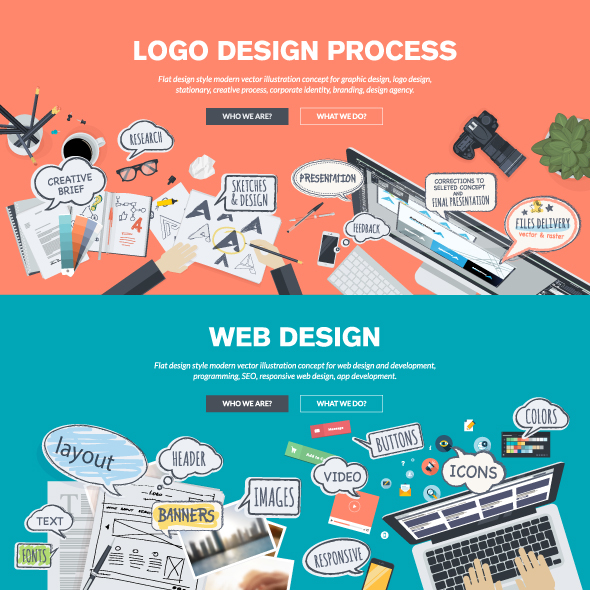 LOGO DESIGN PROCESS
Flat design style modern vector illustration concept for graphic design, logo design,
stationary, creative process, corporate identity, branding, design agency.
WHO WE ARE?
WHAT WE DO?
RESEARCH
CREATIVE
BRIEF
SKETCHES
& DESIGN
4
PRESENTATION
FEEDBACK
CORRECTIONS TO
SELETED CONCEPT
AND
FINAL PRESENTATION
FILES DELIVERY
vector & raster
WEB DESIGN
Flat design style modern vector illustration concept for web design and development,
programming, SEO, responsive web design, app development.
WHO WE ARE?
WHAT WE DO?
layout
HEADER
IMAGES
TEXT
BANNERS
FONTS
LOGO
BUTTONS
VIDEO
ICONS
COLORS
RESPONSIVE